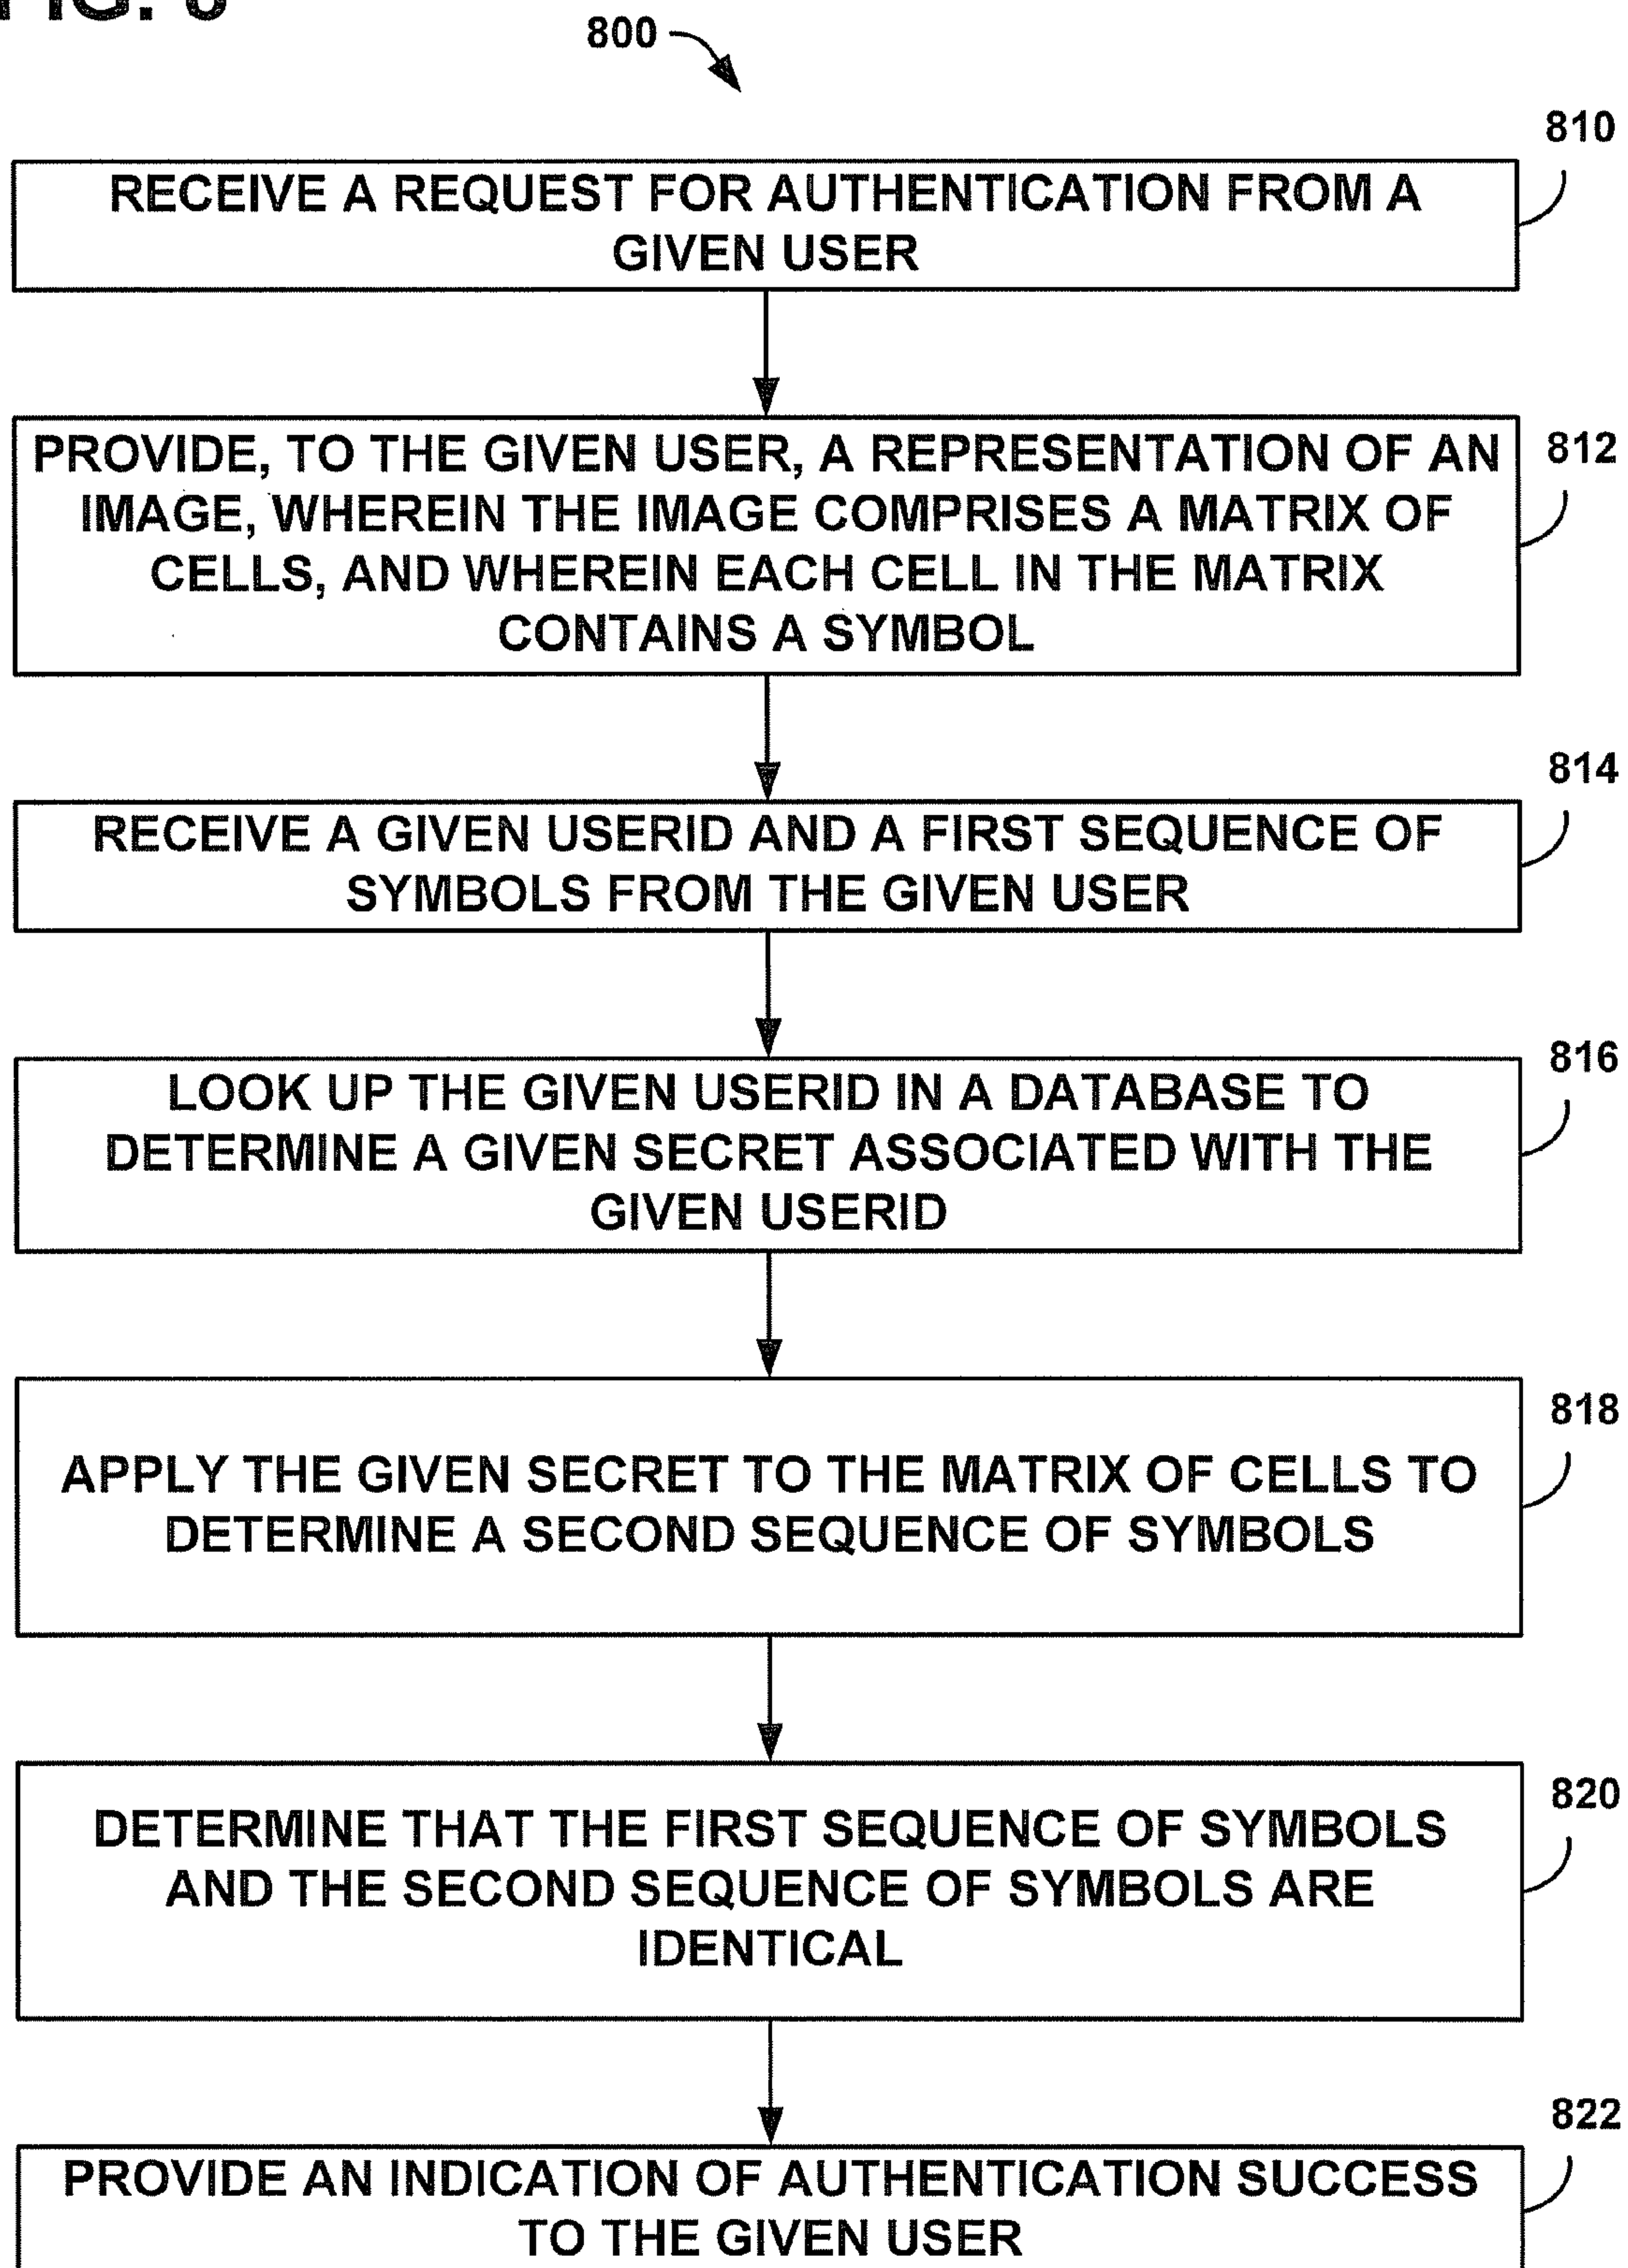 FIG. 8
800
810
RECEIVE A REQUEST FOR AUTHENTICATION FROM A
GIVEN USER
812
PROVIDE, TO THE GIVEN USER, A REPRESENTATION OF AN
IMAGE, WHEREIN THE IMAGE COMPRISES A MATRIX OF
CELLS, AND WHEREIN EACH CELL IN THE MATRIX
CONTAINS A SYMBOL
814
RECEIVE A GIVEN USERID AND A FIRST SEQUENCE OF
SYMBOLS FROM THE GIVEN USER
816
LOOK UP THE GIVEN USERID IN A DATABASE TO
DETERMINE A GIVEN SECRET ASSOCIATED WITH THE
GIVEN USERID
818
APPLY THE GIVEN SECRET TO THE MATRIX OF CELLS TO
DETERMINE A SECOND SEQUENCE OF SYMBOLS
820
DETERMINE THAT THE FIRST SEQUENCE OF SYMBOLS
AND THE SECOND SEQUENCE OF SYMBOLS ARE
IDENTICAL
822
PROVIDE AN INDICATION OF AUTHENTICATION SUCCESS
TO THE GIVEN USER